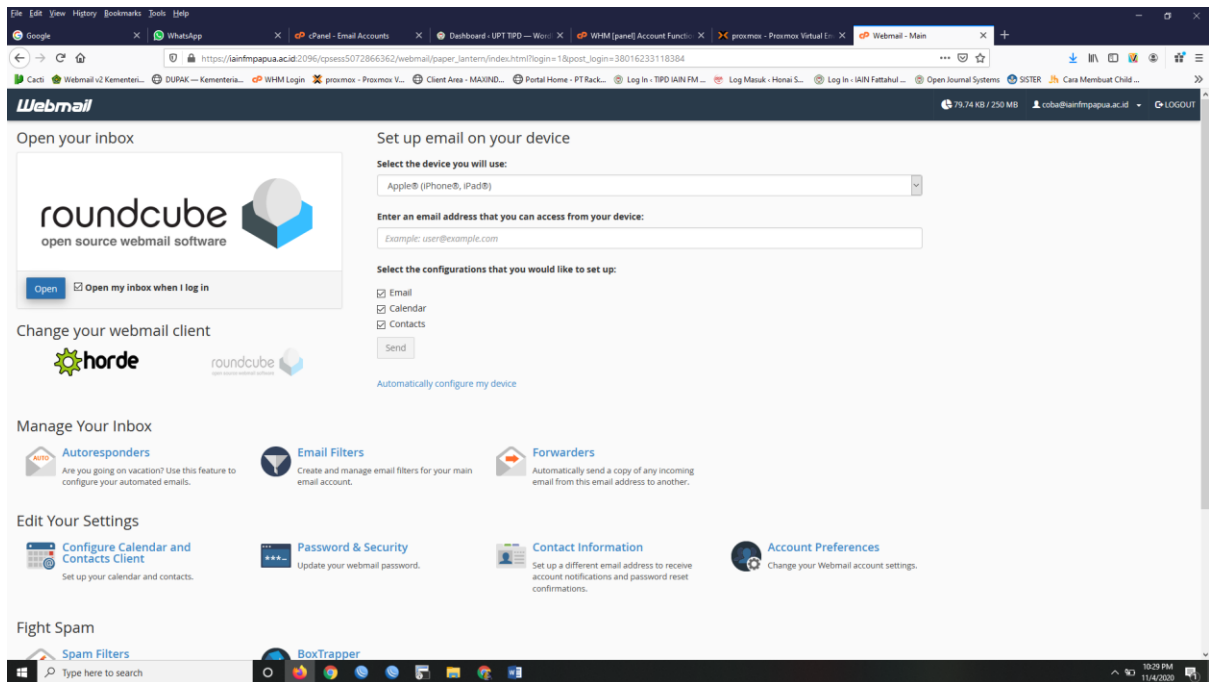 File Edit View History Bookmarks Tools Help
Google WhatsApp cPanel - Email Accounts Dashboard ‹ UPT TIPD — Word WHM [panel] Account Functio proxmox - Proxmox Virtual En Webmail - Main
https://iainfmpapua.ac.id:2096/cpsess5072866362/webmail/paper_lantern/index.html?login=1&post_login=38016233118384
Cacti Webmail v2 Kementeri... DUPAK — Kementeria... WHM Login proxmox - Proxmox V... Client Area - MAXIND... Portal Home - PT Rack... Log In ‹ TIPD IAIN FM ... Log Masuk ‹ Honai S... Log In ‹ IAIN Fattahul ... Open Journal Systems SISTER Cara Membuat Child ...
Webmail 79.74 KB / 250 MB coba@iainfmpapua.ac.id LOGOUT
Open your inbox
roundcube
open source webmail software
Open Open my inbox when I log in
Change your webmail client
horde roundcube
open source webmail software
Set up email on your device
Select the device you will use:
Apple® (iPhone®, iPad®)
Enter an email address that you can access from your device:
Example: user@example.com
Select the configurations that you would like to set up:
Email
Calendar
Contacts
Send
Automatically configure my device
Manage Your Inbox
AUTO
Autoresponders
Are you going on vacation? Use this feature to
configure your automated emails.
Email Filters
Create and manage email filters for your main
email account.
Forwarders
Automatically send a copy of any incoming
email from this email address to another.
Edit Your Settings
Configure Calendar and
Contacts Client
Set up your calendar and contacts.
Password & Security
Update your webmail password.
Contact Information
Set up a different email address to receive
account notifications and password reset
confirmations.
Account Preferences
Change your Webmail account settings.
Fight Spam
Spam Filters
BoxTrapper
Type here to search
10:29 PM
11/4/2020